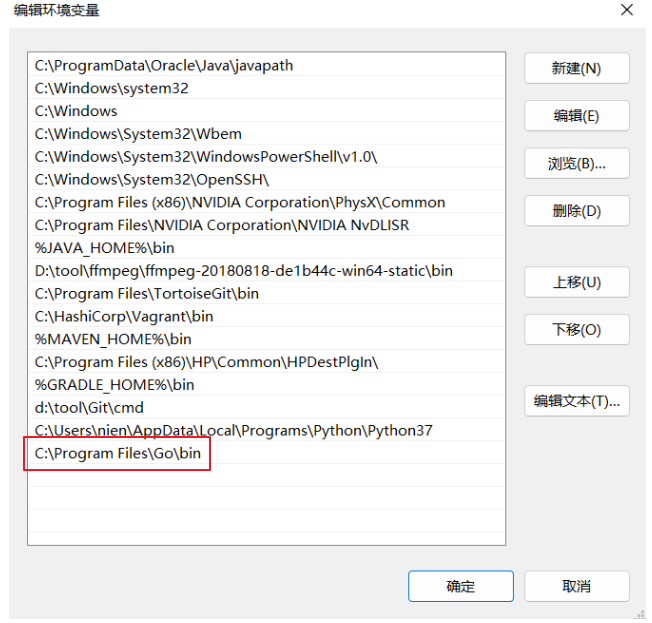 编辑环境变量
C:\ProgramData\Oracle\Java\javapath
C:\Windows\system32
C:\Windows
C:\Windows\System32\Wbem
C:\Windows\System32\WindowsPowerShell\v1.0\
C:\Windows\System32\OpenSSH\
C:\Program Files (x86)\NVIDIA Corporation\PhysX\Common
C:\Program Files\NVIDIA Corporation\NVIDIA NvDLISR
%JAVA_HOME%\bin
D:\tool\ffmpeg\ffmpeg-20180818-de1b44c-win64-static\bin
C:\Program Files\TortoiseGit\bin
C:\HashiCorp\Vagrant\bin
%MAVEN_HOME%\bin
C:\Program Files (x86)\HP\Common\HPDestPlgIn\
%GRADLE_HOME%\bin
d:\tool\Git\cmd
C:\Users\nien\AppData\Local\Programs\Python\Python37
C:\Program Files\Go\bin
新建(N)
编辑(E)
浏览(B)...
删除(D)
上移(U)
下移(O)
编辑文本(T)...
确定
取消